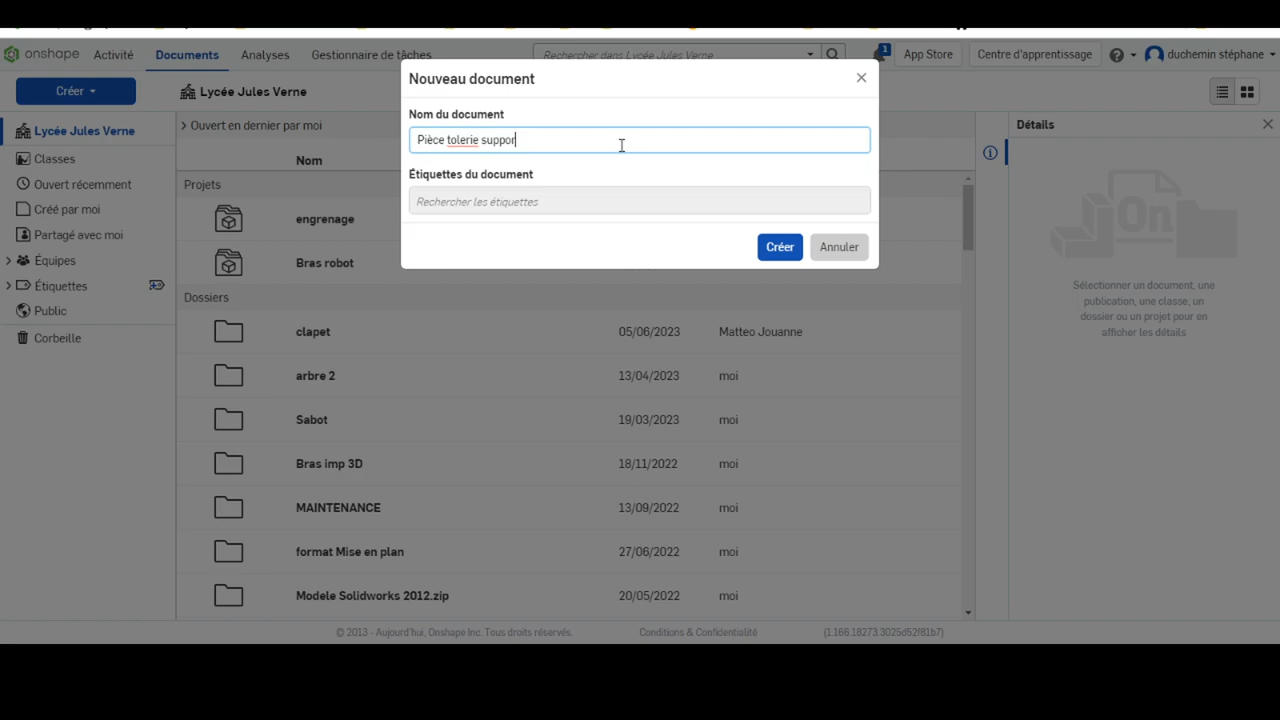 onshape
Activité
Documents
Analyses
Gestionnaire de tâches
Rechercher dans Lycée Jules Verne
1
App Store
Centre d'apprentissage
duchemin stéphane
Créer
Lycée Jules Verne
Nouveau document
Nom du document
Pièce tolerie suppor
Étiquettes du document
Rechercher les étiquettes
Créer
Annuler
Lycée Jules Verne
Classes
Ouvert récemment
Créé par moi
Partagé avec moi
Équipes
Étiquettes
Public
Corbeille
Ouvert en dernier par moi
Nom
Projets
engrenage
Bras robot
Dossiers
clapet 05/06/2023 Matteo Jouanne
arbre 2 13/04/2023 moi
Sabot 19/03/2023 moi
Bras imp 3D 18/11/2022 moi
MAINTENANCE 13/09/2022 moi
format Mise en plan 27/06/2022 moi
Modele Solidworks 2012.zip 20/05/2022 moi
Détails
On
Sélectionner un document, une
publication, une classe, un
dossier ou un projet pour en
afficher les détails
© 2013 - Aujourd'hui, Onshape Inc. Tous droits réservés. Conditions & Confidentialité (1.166.18273.3025d52f81b7)